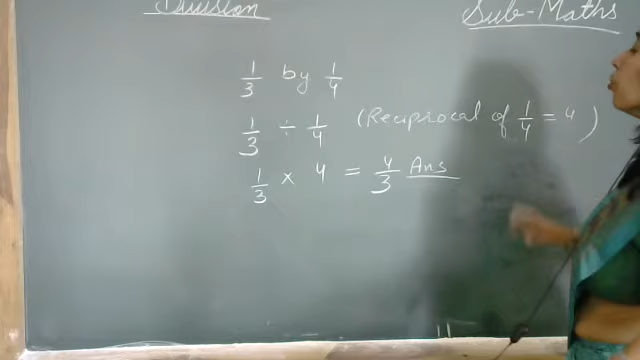 Division
Sub-Maths
1/3 by 1/4
1/3 ÷ 1/4 (Reciprocal of 1/4 = 4)
1/3 × 4 = 4/3 Ans